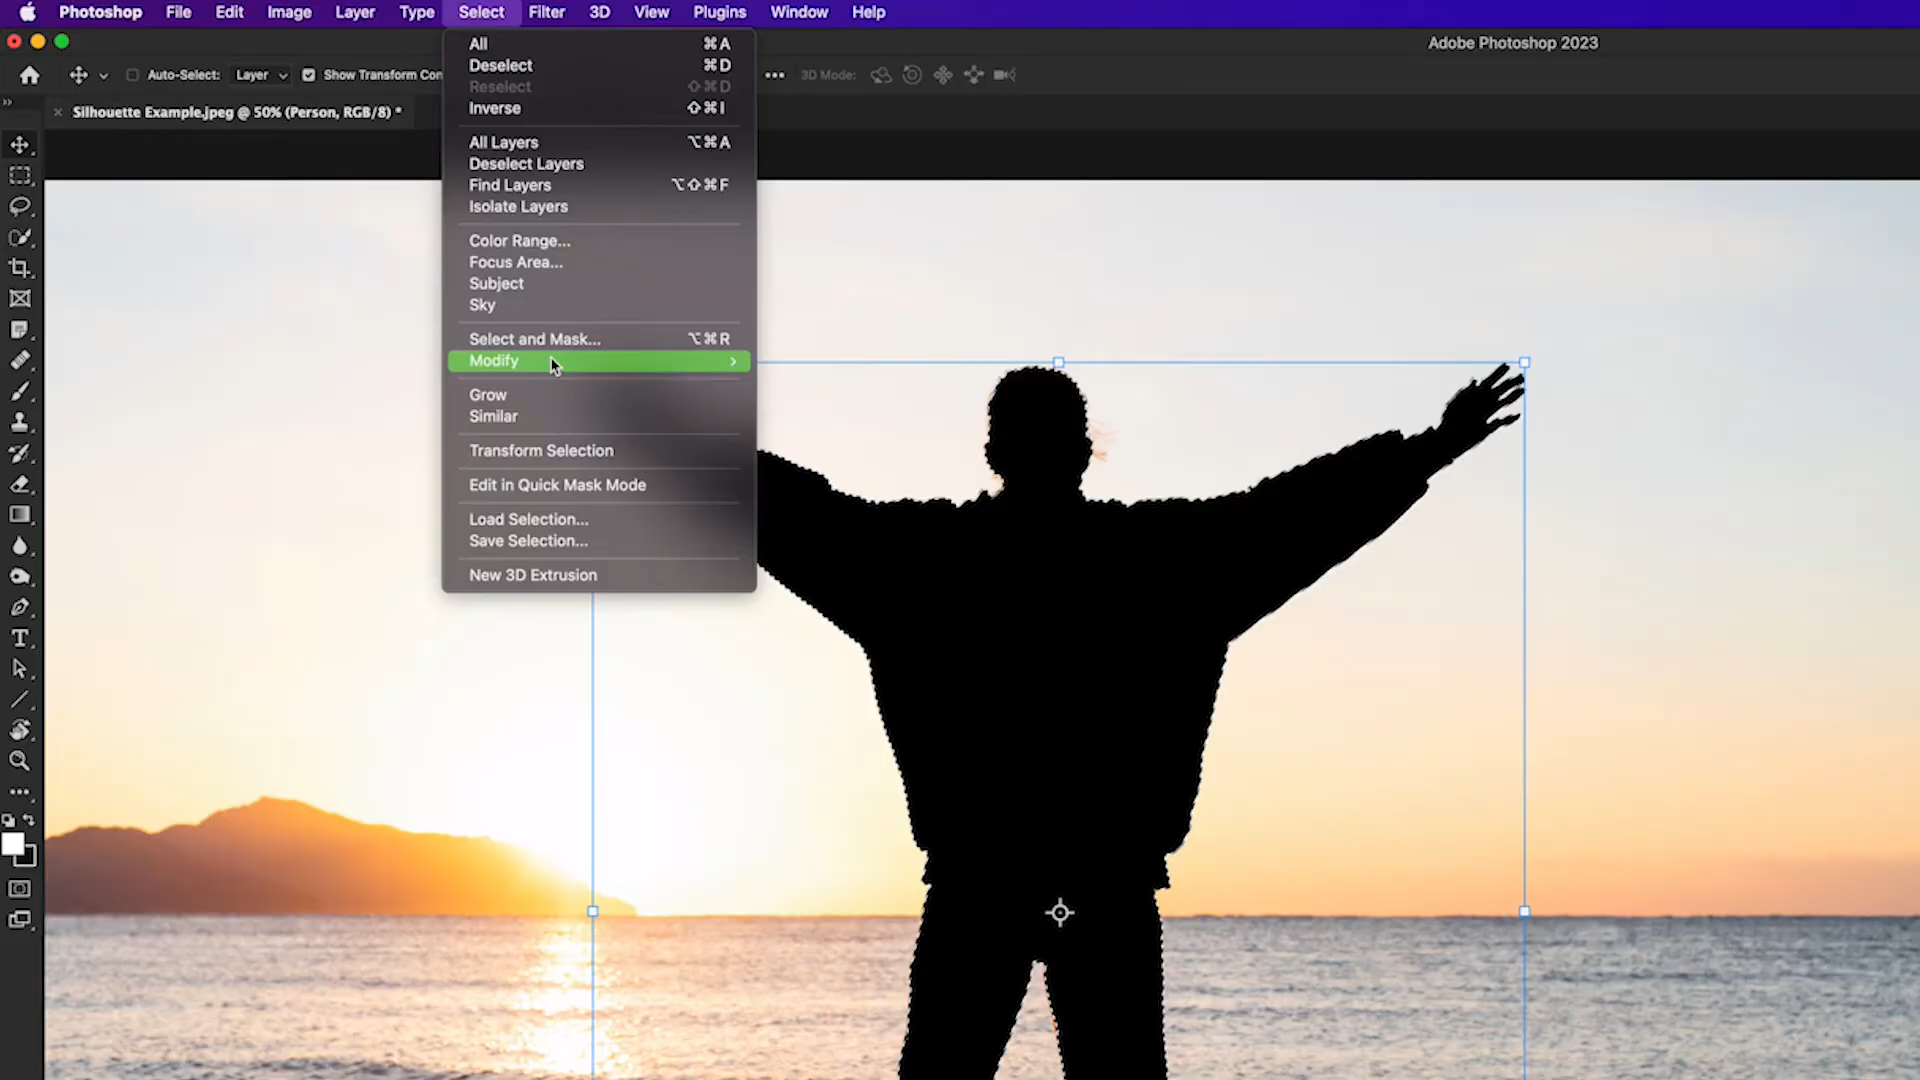 Photoshop File Edit Image Layer Type Select Filter 3D View Plugins Window Help
Adobe Photoshop 2023
Auto-Select: Layer Show Transform Con 3D Mode:
Silhouette Example.jpeg @ 50% (Person, RGB/8) *
All ⌘A
Deselect ⌘D
Reselect ⇧⌘D
Inverse ⇧⌘I
All Layers ⌥⌘A
Deselect Layers
Find Layers ⌥⇧⌘F
Isolate Layers
Color Range...
Focus Area...
Subject
Sky
Select and Mask... ⌥⌘R
Modify
Grow
Similar
Transform Selection
Edit in Quick Mask Mode
Load Selection...
Save Selection...
New 3D Extrusion